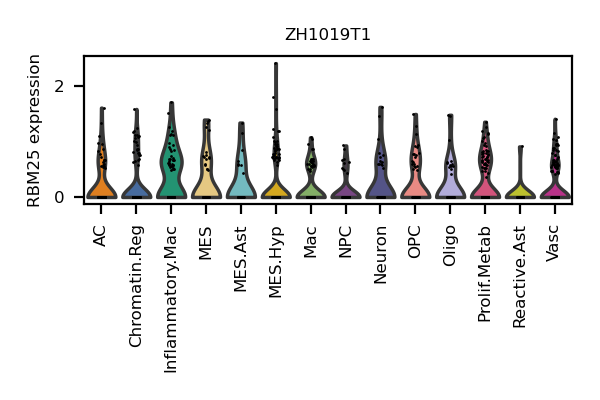 ZH1019T1
RBM25 expression
2
0
AC
Chromatin.Reg
Inflammatory.Mac
MES
MES.Ast
MES.Hyp
Mac
NPC
Neuron
OPC
Oligo
Prolif.Metab
Reactive.Ast
Vasc